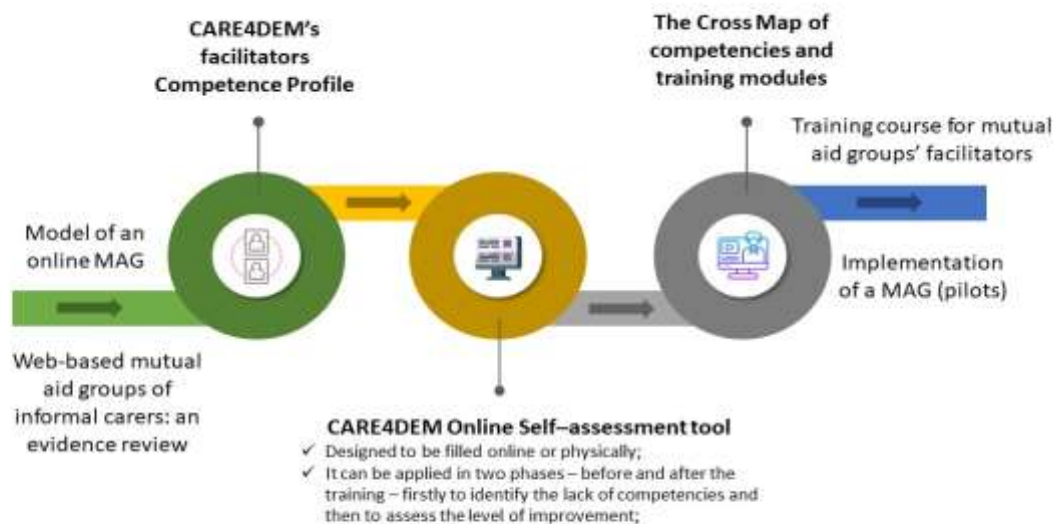 CARE4DEM's
facilitators
Competence Profile
The Cross Map of
competencies and
training modules
Training course for mutual
aid groups' facilitators
Model of an
online MAG
Implementation
of a MAG (pilots)
Web-based mutual
aid groups of
informal carers: an
evidence review
CARE4DEM Online Self–assessment tool
✓ Designed to be filled online or physically;
✓ It can be applied in two phases – before and after the
training – firstly to identify the lack of competencies and
then to assess the level of improvement;